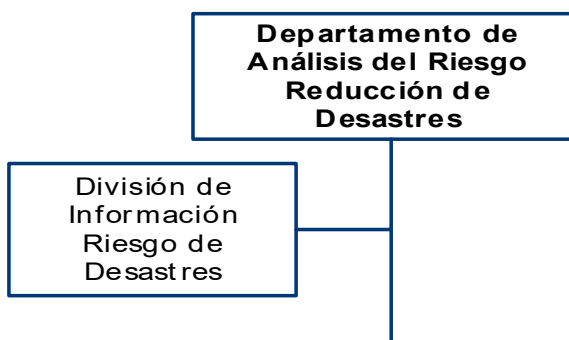 Departamento de
Análisis del Riesgo
Reducción de
Desastres
División de
Información
Riesgo de
Desastres